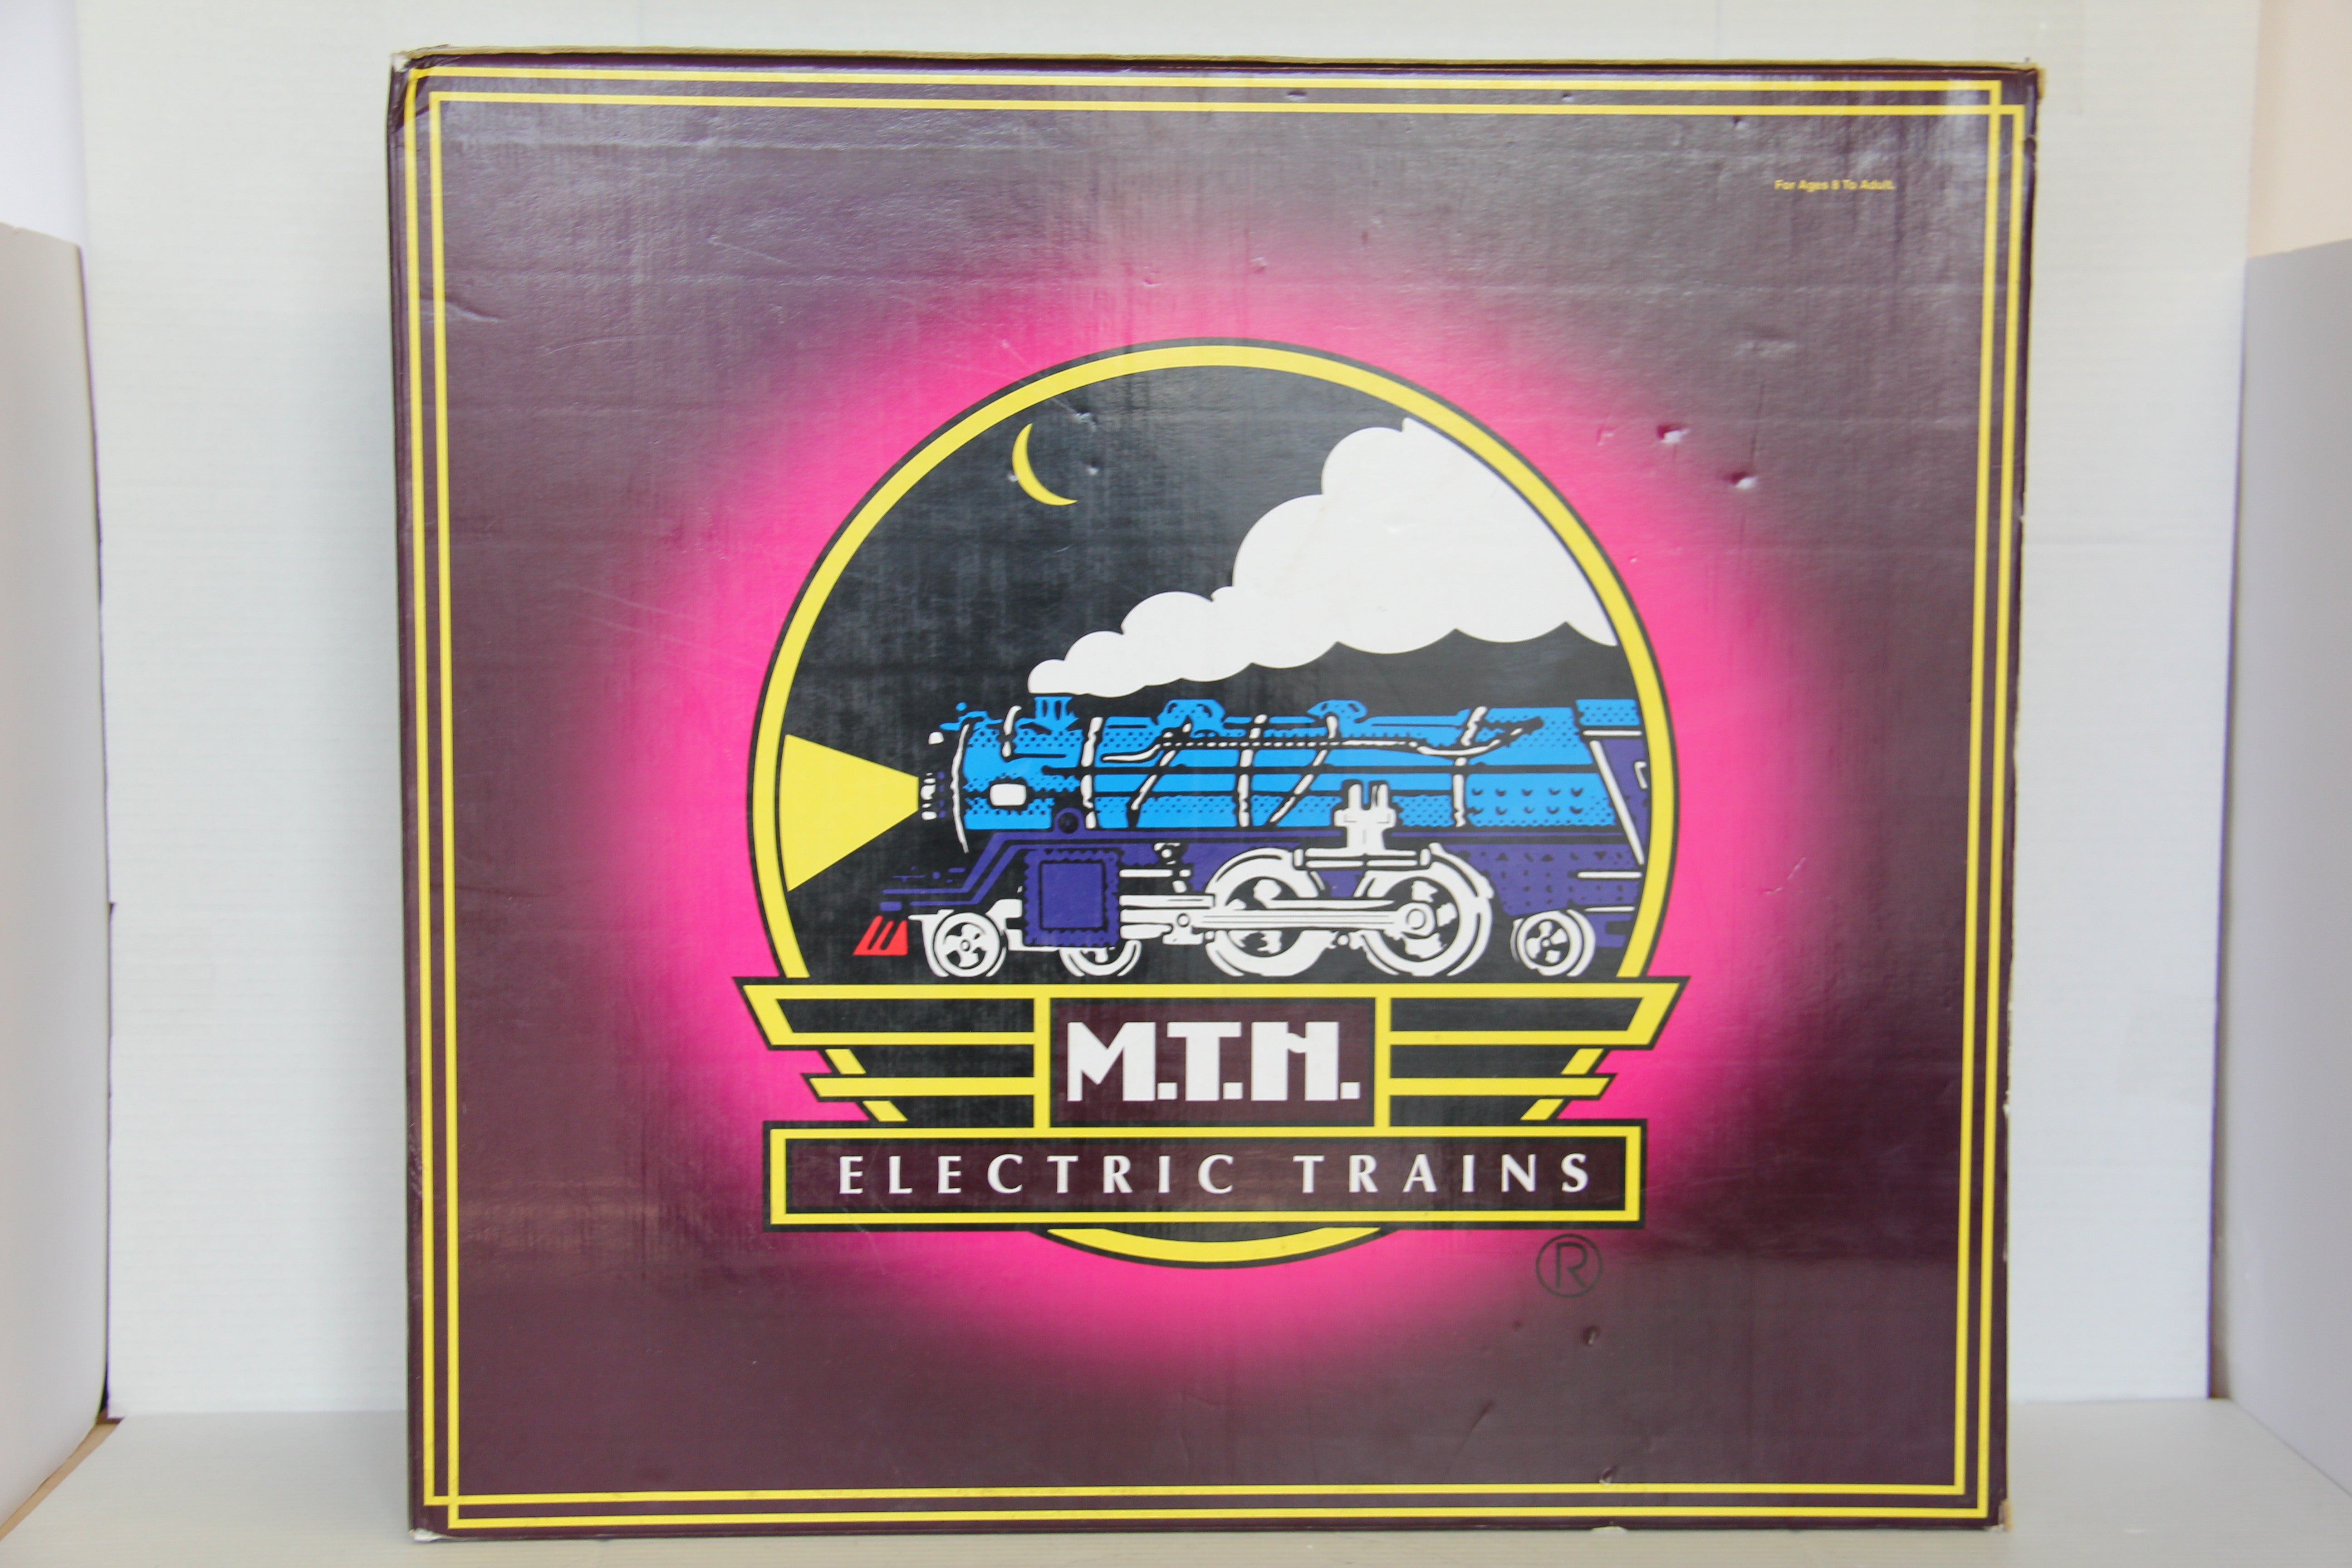 For Ages 8 To Adult.
M.T.H.
ELECTRIC TRAINS
®